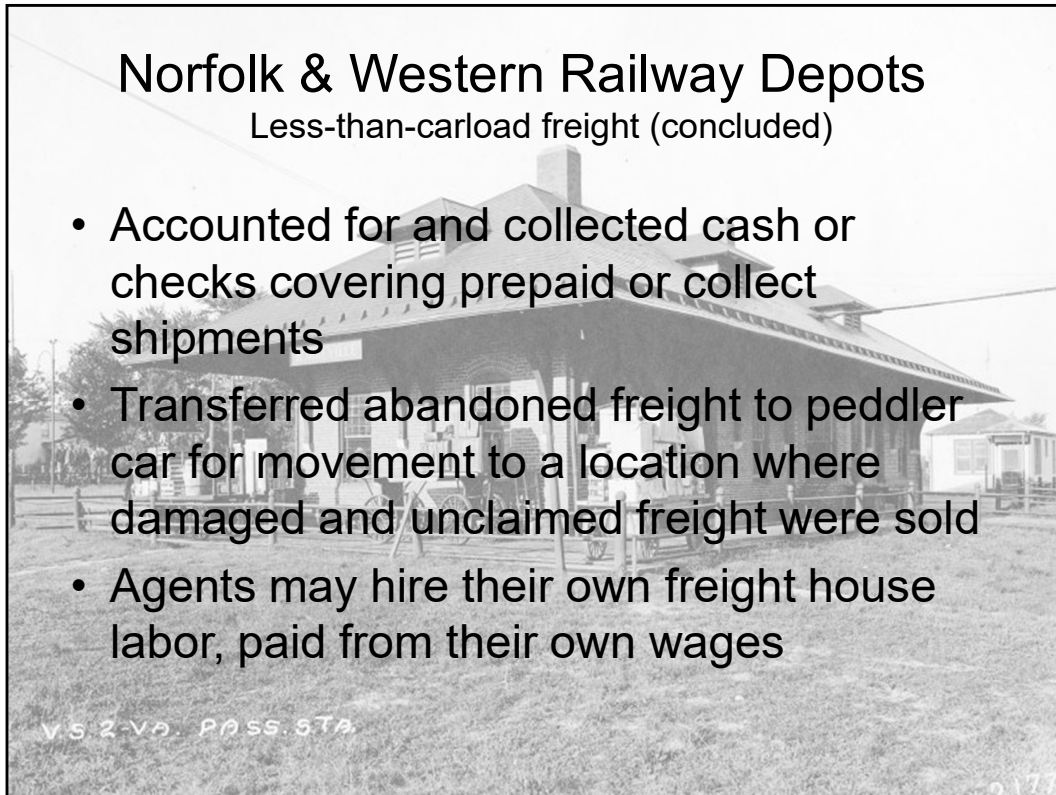 Norfolk & Western Railway Depots
Less-than-carload freight (concluded)
• Accounted for and collected cash or
checks covering prepaid or collect
shipments
• Transferred abandoned freight to peddler
car for movement to a location where
damaged and unclaimed freight were sold
• Agents may hire their own freight house
labor, paid from their own wages
V S 2-VA. PASS. STA.
2177